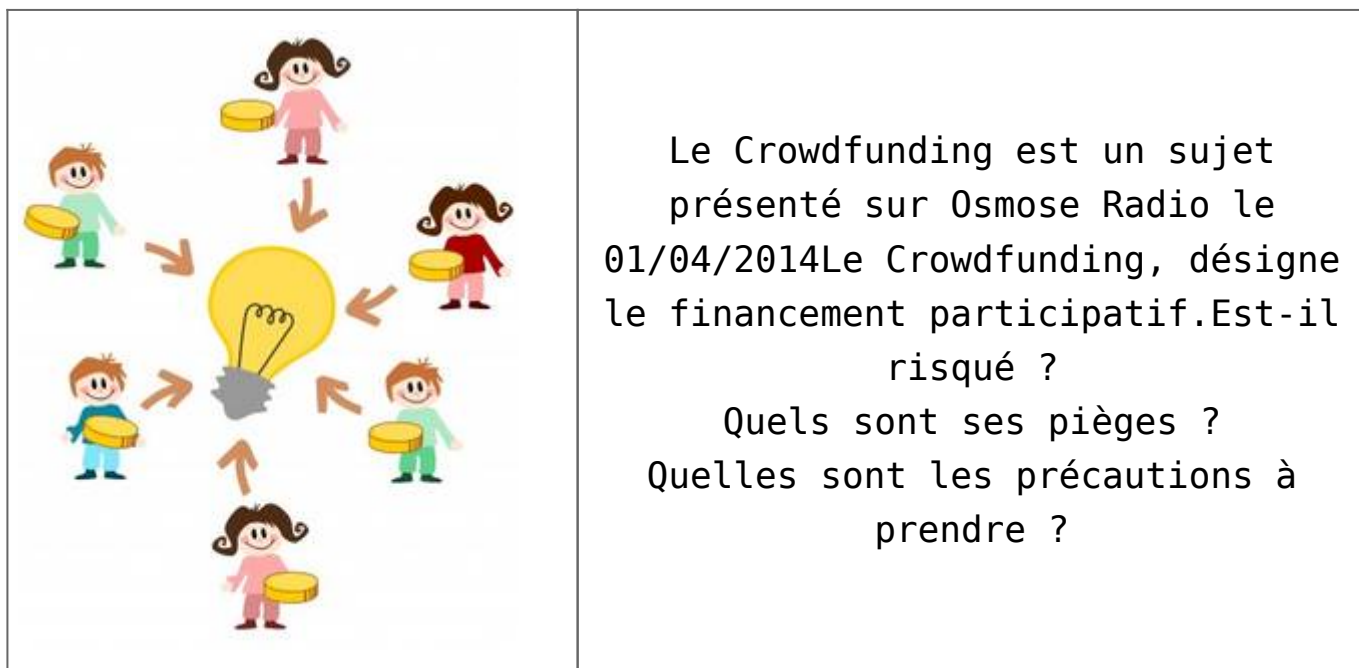 Le Crowdfunding est un sujet
présenté sur Osmose Radio le
01/04/2014Le Crowdfunding, désigne
le financement participatif.Est-il
risqué ?
Quels sont ses pièges ?
Quelles sont les précautions à
prendre ?